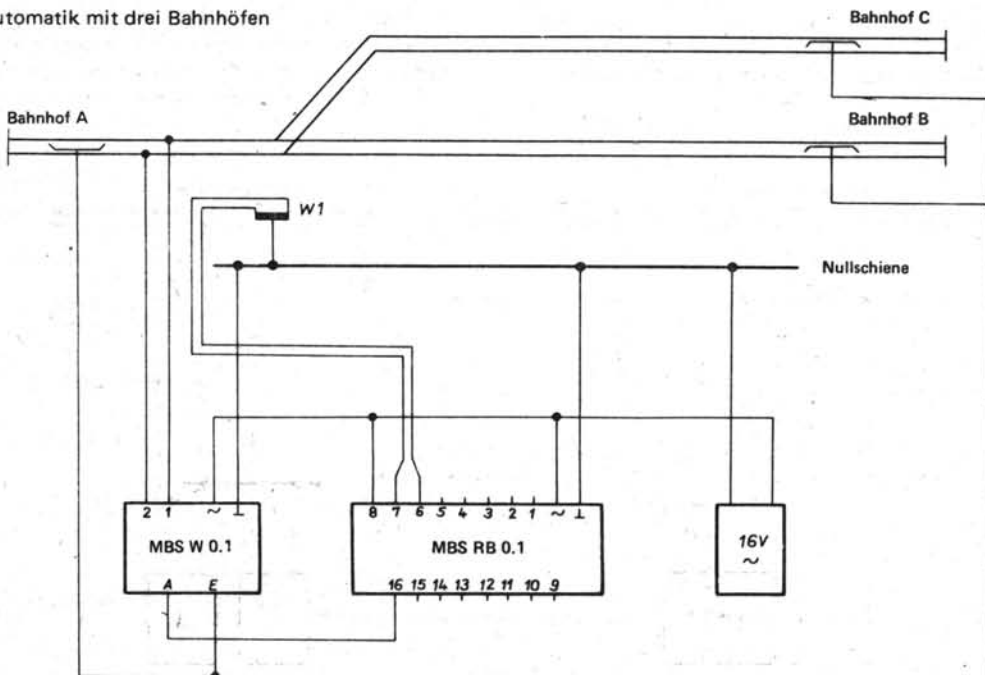 utomatik mit drei Bahnhöfen
Bahnhof C
Bahnhof A
Bahnhof B
W1
Nullschiene
2 1 ~ ⊥
8 7 6 5 4 3 2 1 ~ ⊥
MBS W 0.1
MBS RB 0.1
16V
~
A E
16 15 14 13 12 11 10 9